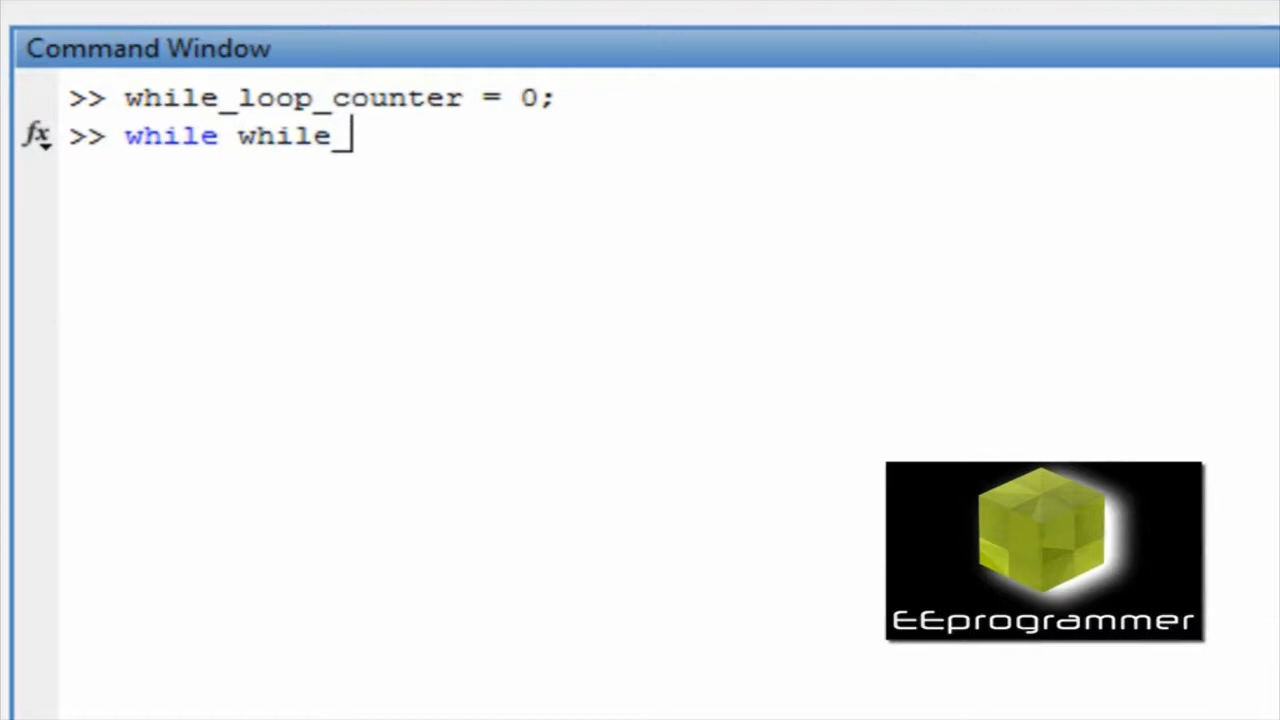 Command Window
>> while_loop_counter = 0;
fx >> while while_
EEprogrammer